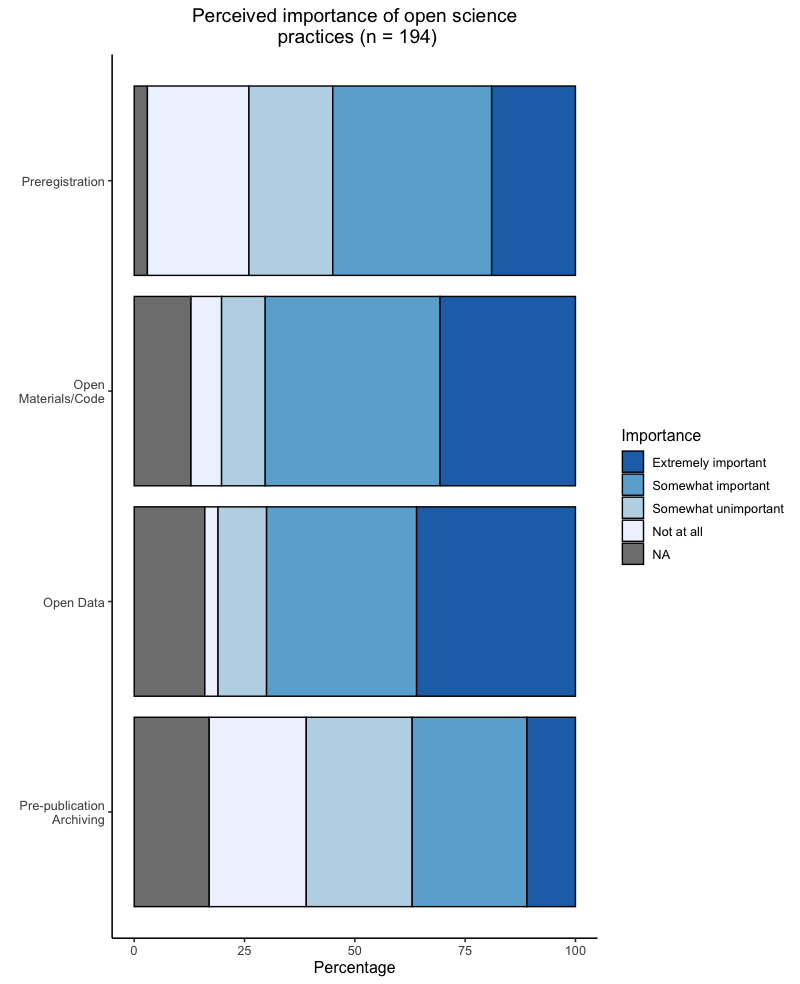 Perceived importance of open science
practices (n = 194)
Preregistration
Open
Materials/Code
Open Data
Pre-publication
Archiving
0 25 50 75 100
Percentage
Importance
Extremely important
Somewhat important
Somewhat unimportant
Not at all
NA